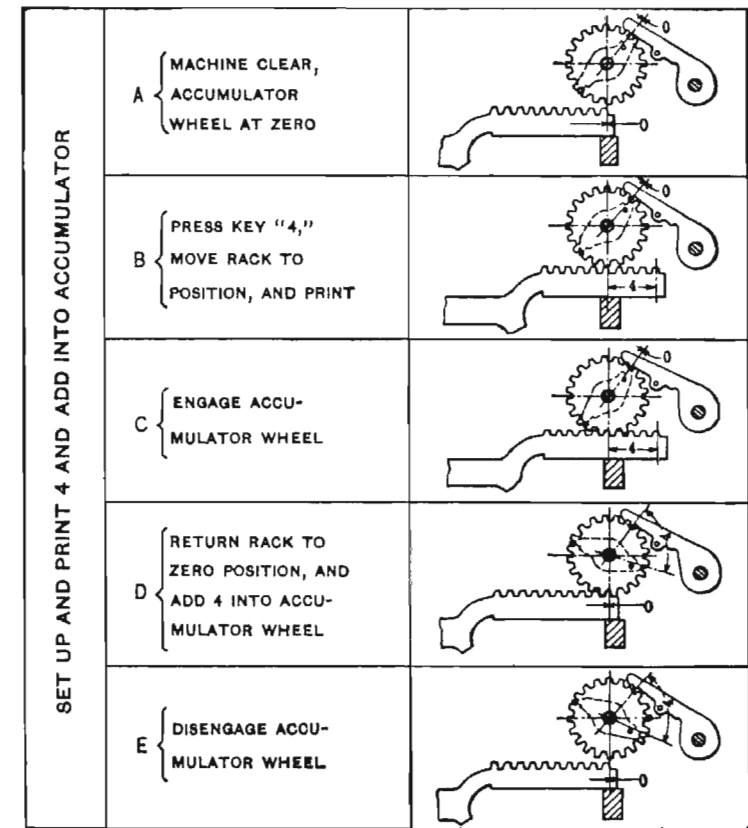 SET UP AND PRINT 4 AND ADD INTO ACCUMULATOR
A
MACHINE CLEAR,
ACCUMULATOR
WHEEL AT ZERO
0
0
B
PRESS KEY "4,"
MOVE RACK TO
POSITION, AND PRINT
0
4
C
ENGAGE ACCU-
MULATOR WHEEL
0
4
D
RETURN RACK TO
ZERO POSITION, AND
ADD 4 INTO ACCU-
MULATOR WHEEL
4
0
E
DISENGAGE ACCU-
MULATOR WHEEL
4
0